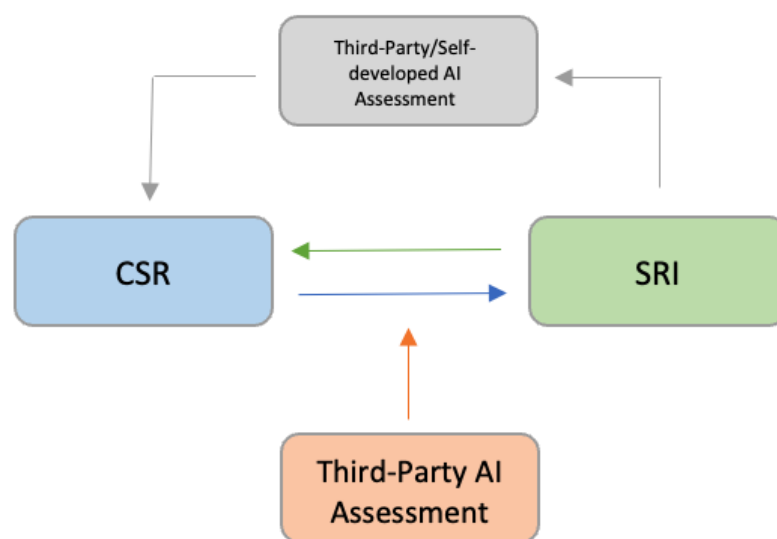 Third-Party/Self-
developed AI
Assessment
CSR
SRI
Third-Party AI
Assessment